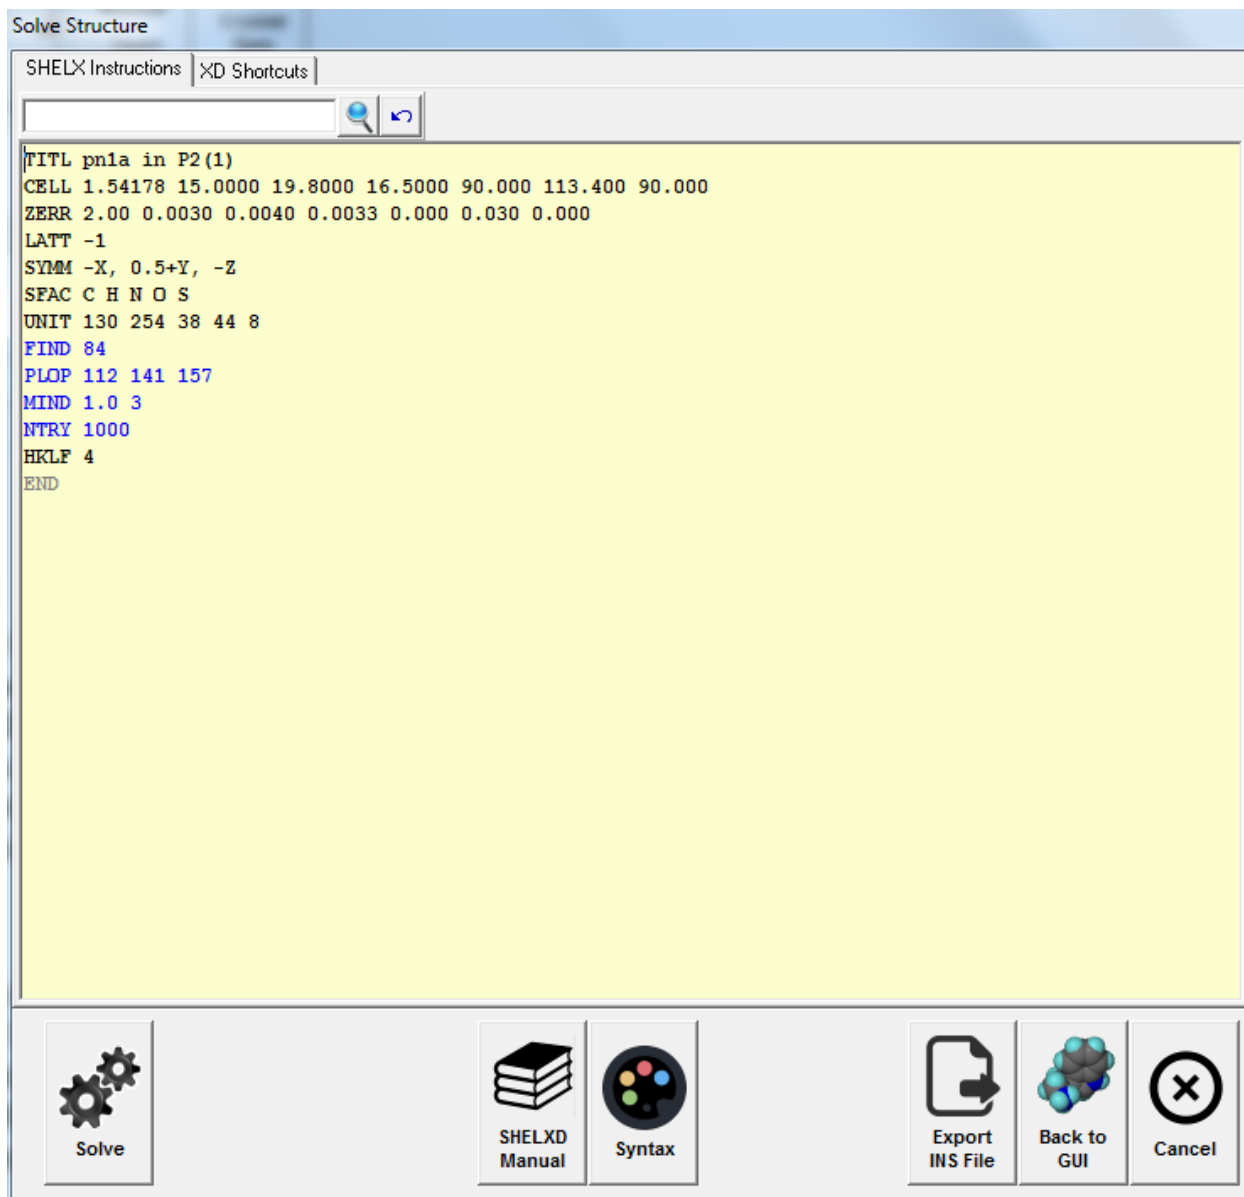 Solve Structure
SHELX Instructions
XD Shortcuts
TITL pn1a in P2(1)
CELL 1.54178 15.0000 19.8000 16.5000 90.000 113.400 90.000
ZERR 2.00 0.0030 0.0040 0.0033 0.000 0.030 0.000
LATT -1
SYMM -X, 0.5+Y, -Z
SFAC C H N O S
UNIT 130 254 38 44 8
FIND 84
PLOP 112 141 157
MIND 1.0 3
NTRY 1000
HKLF 4
END
Solve
SHELXD
Manual
Syntax
Export
INS File
Back to
GUI
Cancel